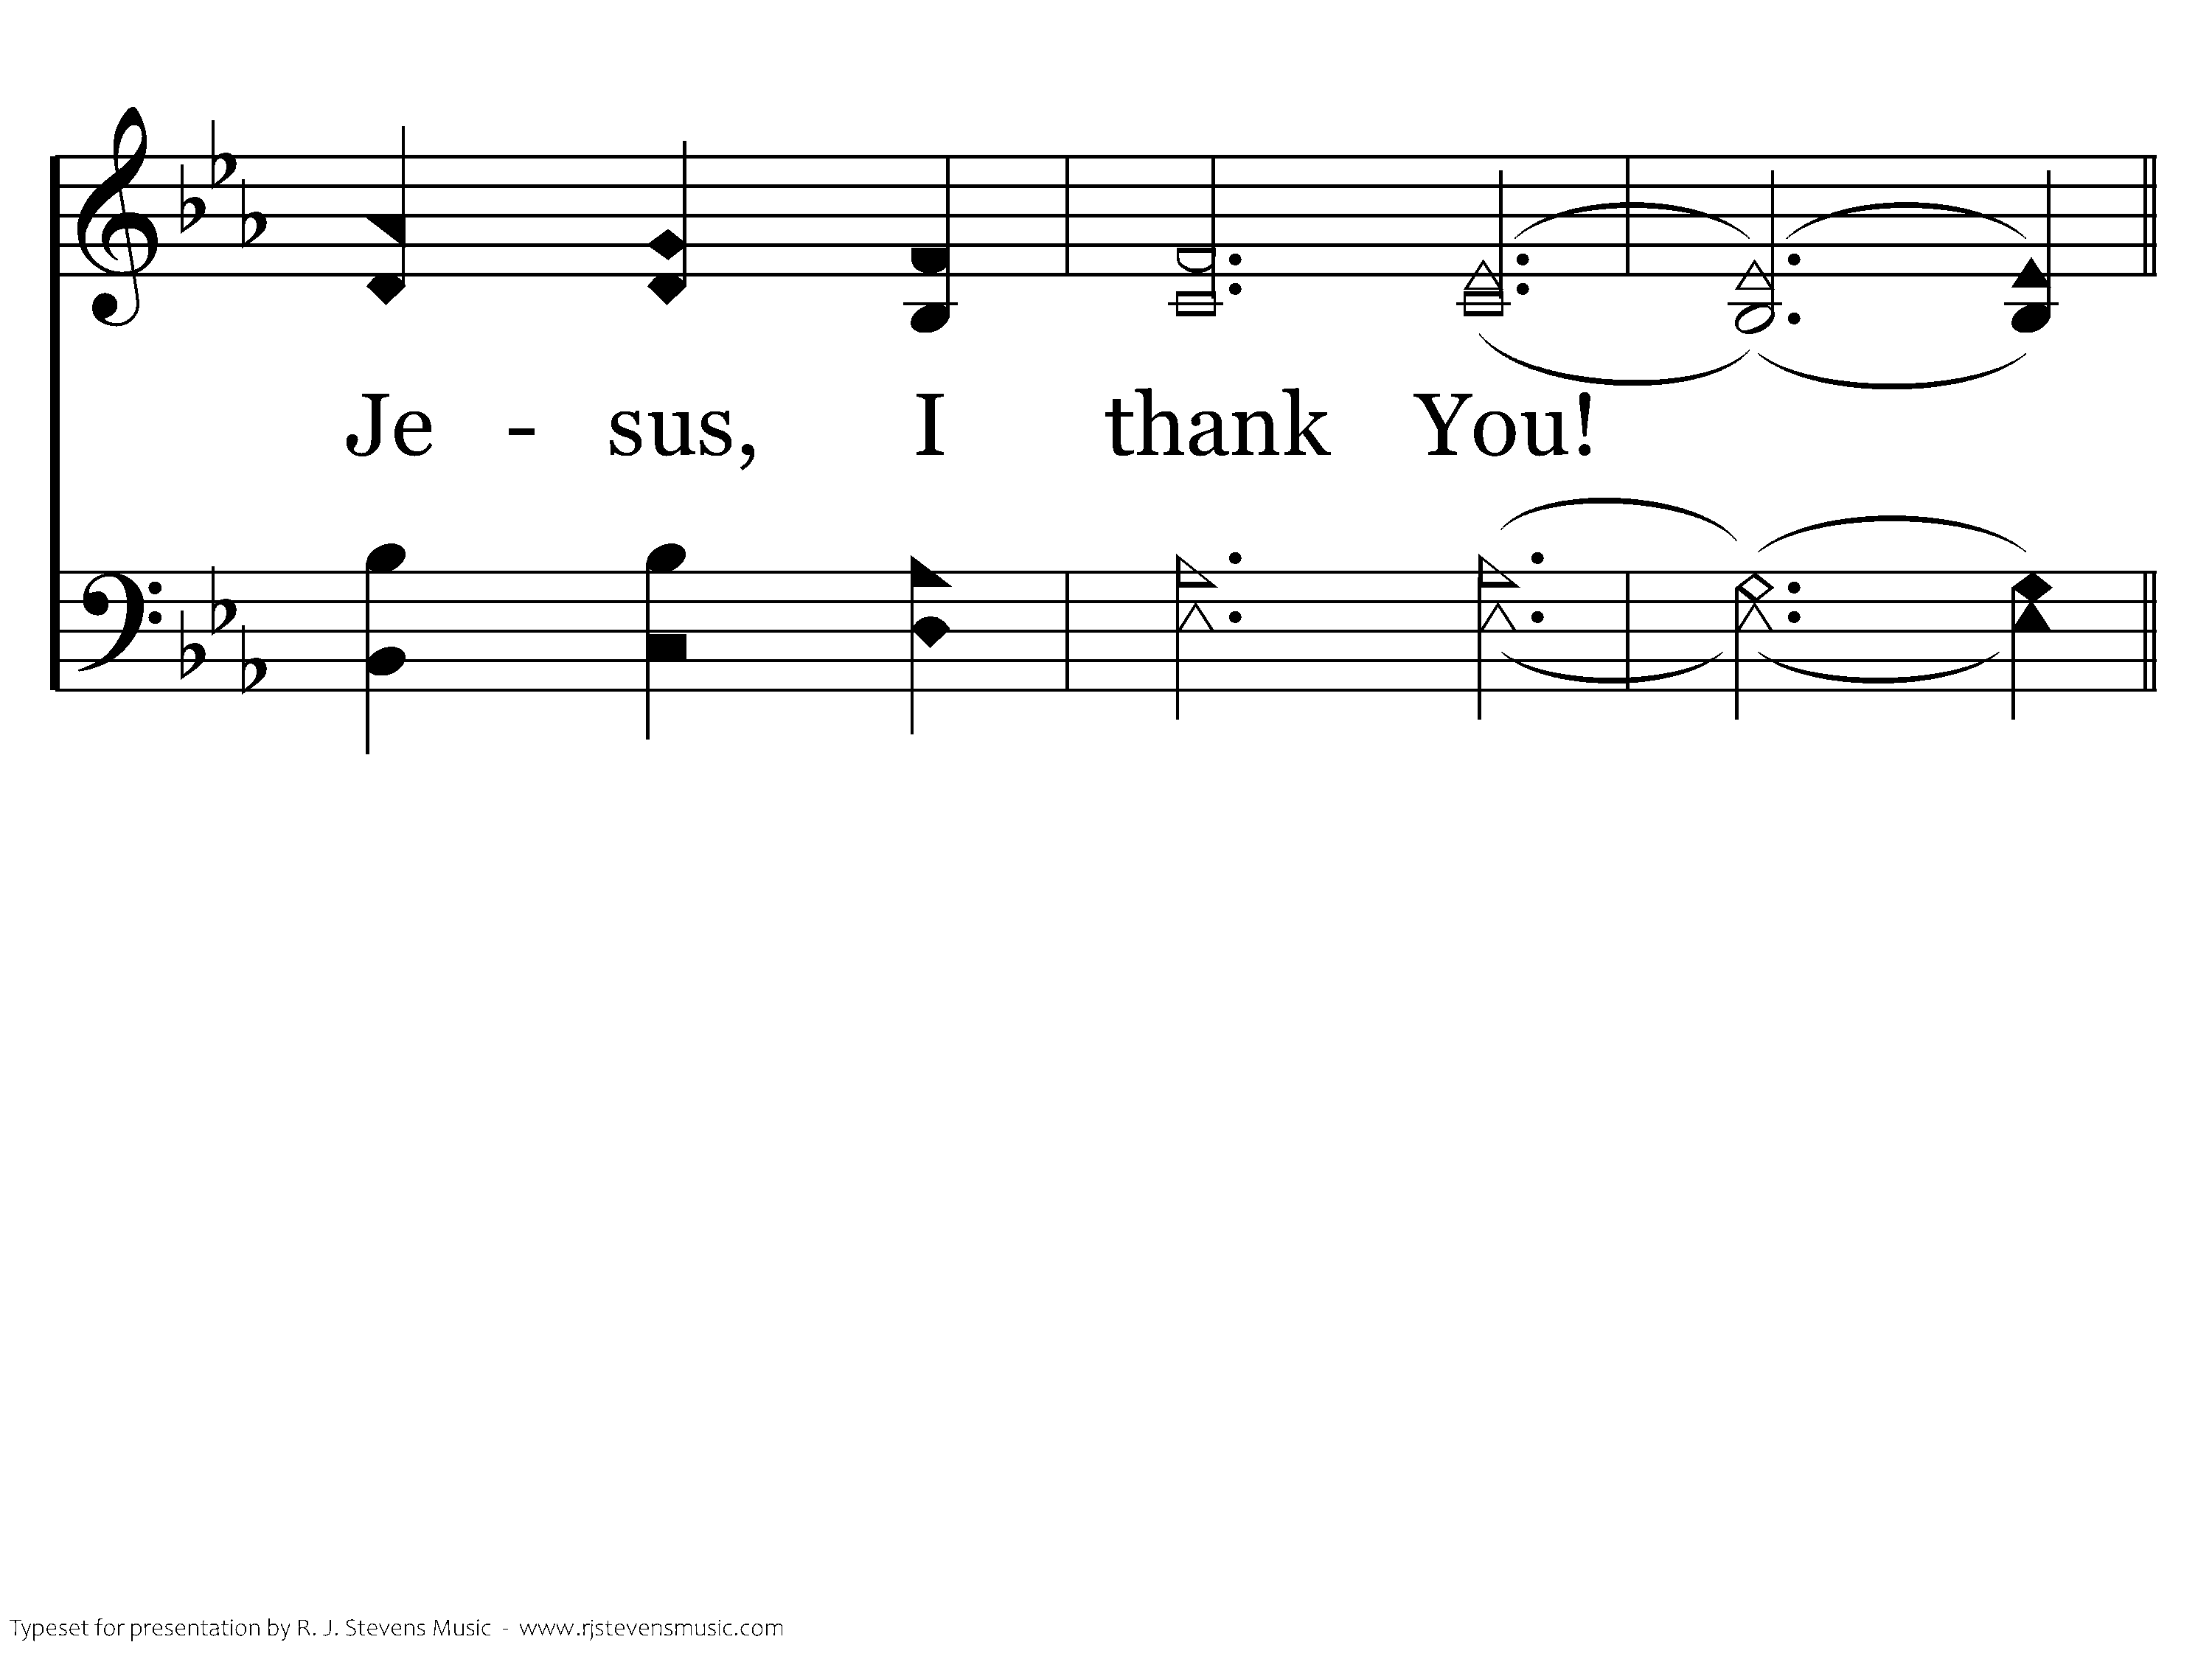 Je - sus, I thank You!
Typeset for presentation by R. J. Stevens Music - www.rjstevensmusic.com